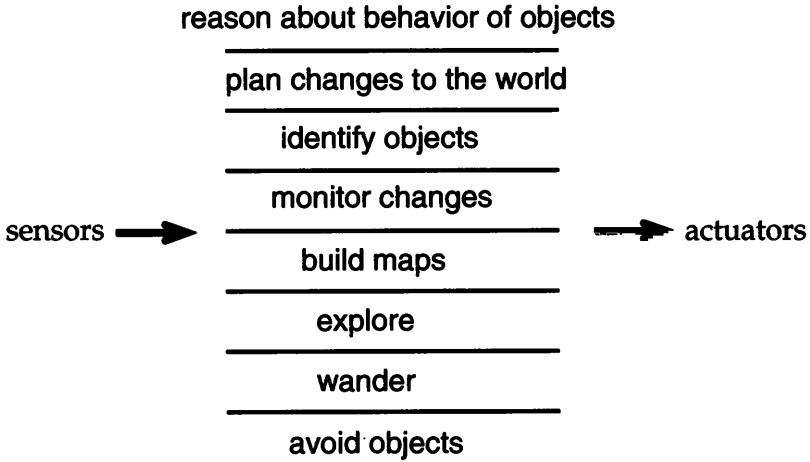 reason about behavior of objects
plan changes to the world
identify objects
monitor changes
sensors
actuators
build maps
explore
wander
avoid objects